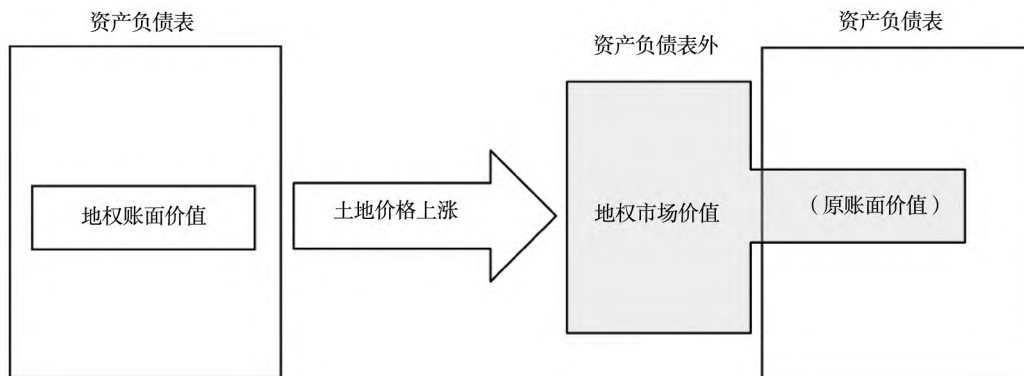 资产负债表
资产负债表外
资产负债表
地权账面价值
土地价格上涨
地权市场价值
（原账面价值）